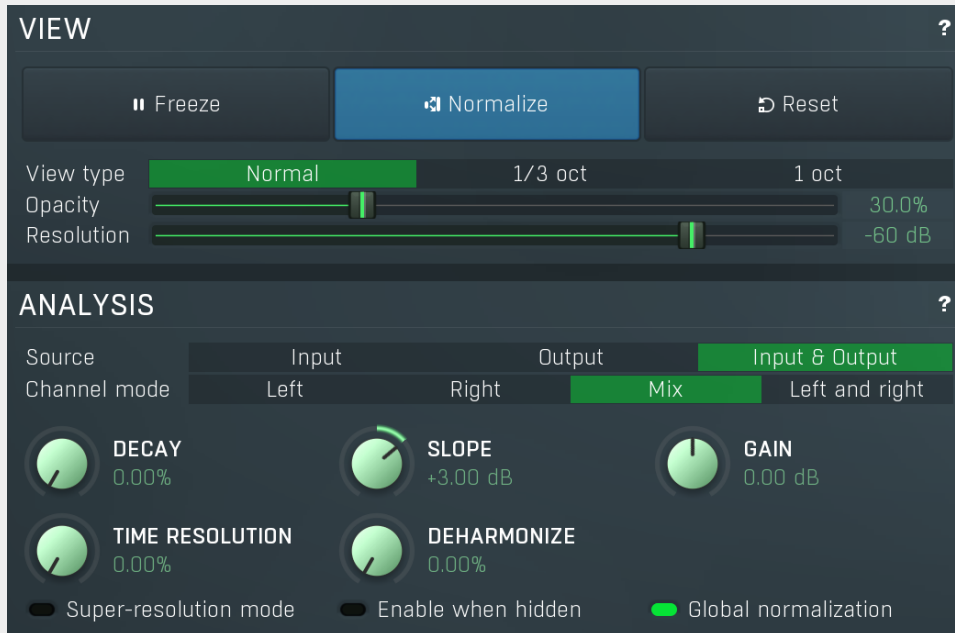 VIEW ?
Freeze Normalize Reset
View type Normal 1/3 oct 1 oct
Opacity 30.0%
Resolution -60 dB
ANALYSIS ?
Source Input Output Input & Output
Channel mode Left Right Mix Left and right
DECAY SLOPE GAIN
0.00% +3.00 dB 0.00 dB
TIME RESOLUTION DEHARMONIZE
0.00% 0.00%
Super-resolution mode Enable when hidden Global normalization